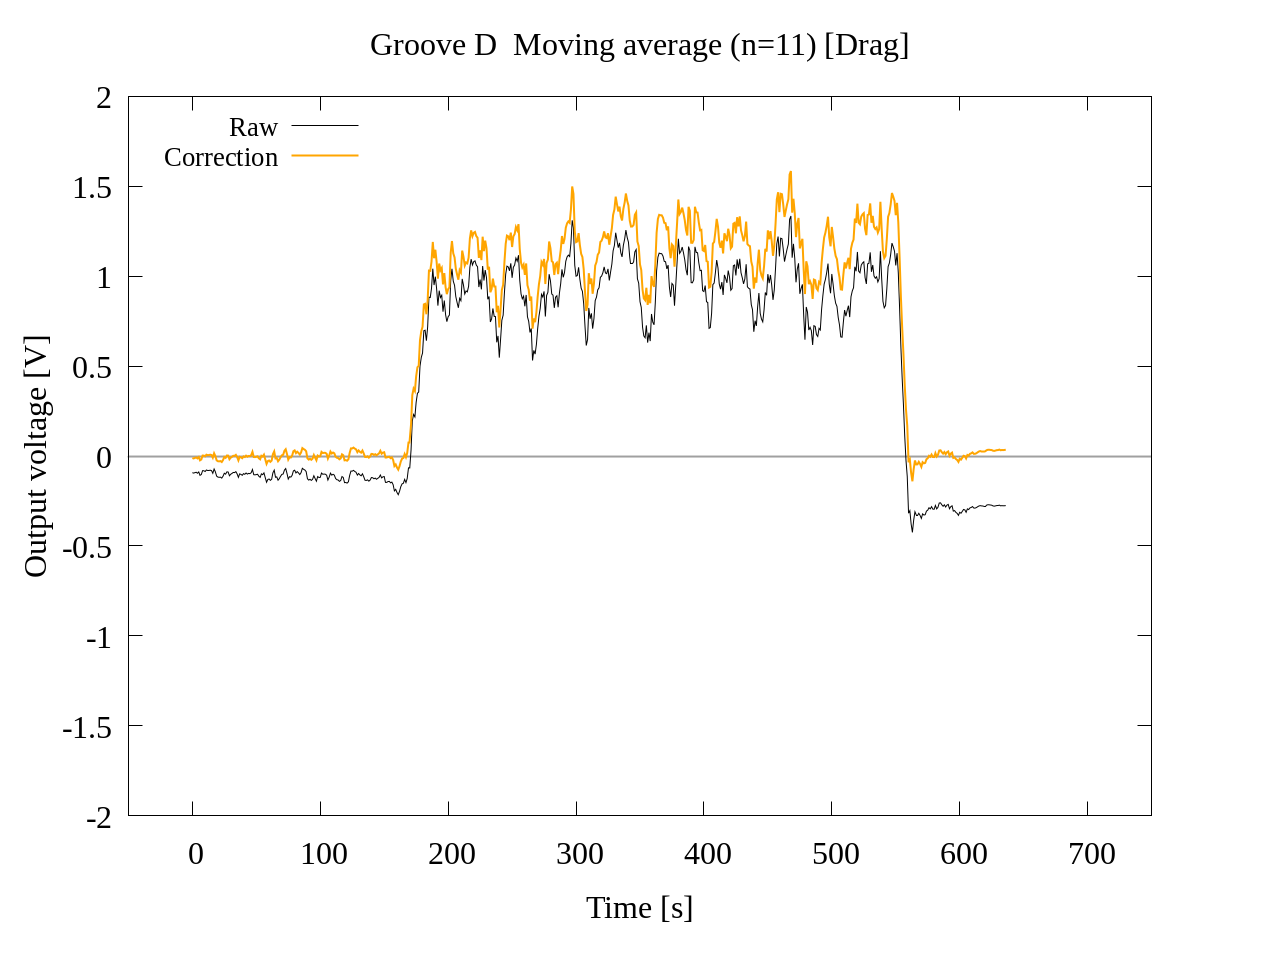 Groove D  Moving average (n=11) [Drag]
Raw
Correction
2
1.5
1
0.5
0
-0.5
-1
-1.5
-2
Output voltage [V]
0 100 200 300 400 500 600 700
Time [s]